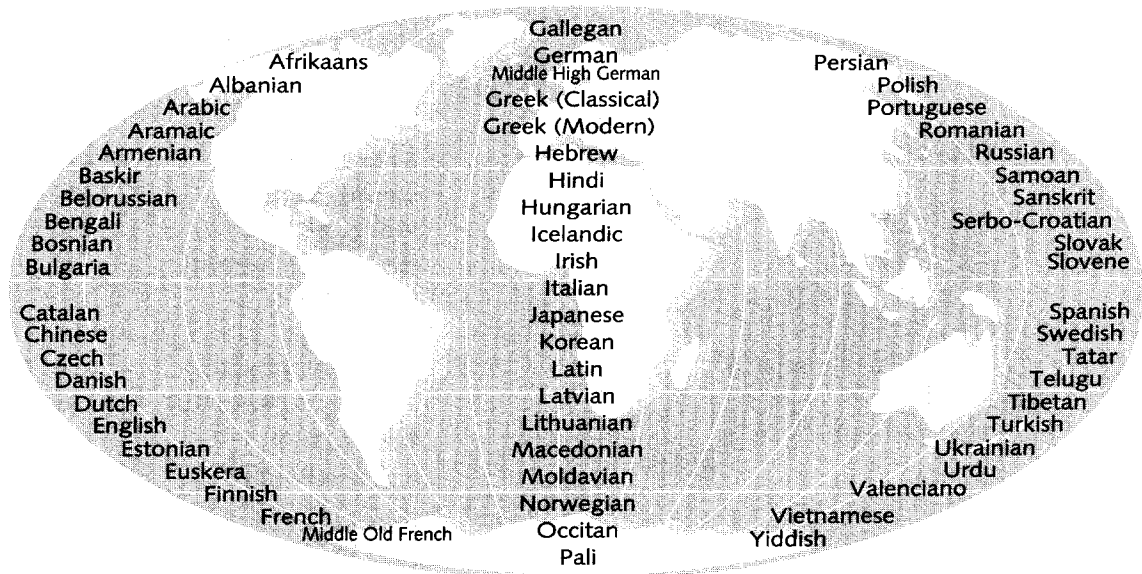 Afrikaans
Albanian
Arabic
Aramaic
Armenian
Baskir
Belorussian
Bengali
Bosnian
Bulgaria
Catalan
Chinese
Czech
Danish
Dutch
English
Estonian
Euskera
Finnish
French
Middle Old French
Gallegan
German
Middle High German
Greek (Classical)
Greek (Modern)
Hebrew
Hindi
Hungarian
Icelandic
Irish
Italian
Japanese
Korean
Latin
Latvian
Lithuanian
Macedonian
Moldavian
Norwegian
Occitan
Pali
Persian
Polish
Portuguese
Romanian
Russian
Samoan
Sanskrit
Serbo-Croatian
Slovak
Slovene
Spanish
Swedish
Tatar
Telugu
Tibetan
Turkish
Ukrainian
Urdu
Valenciano
Vietnamese
Yiddish